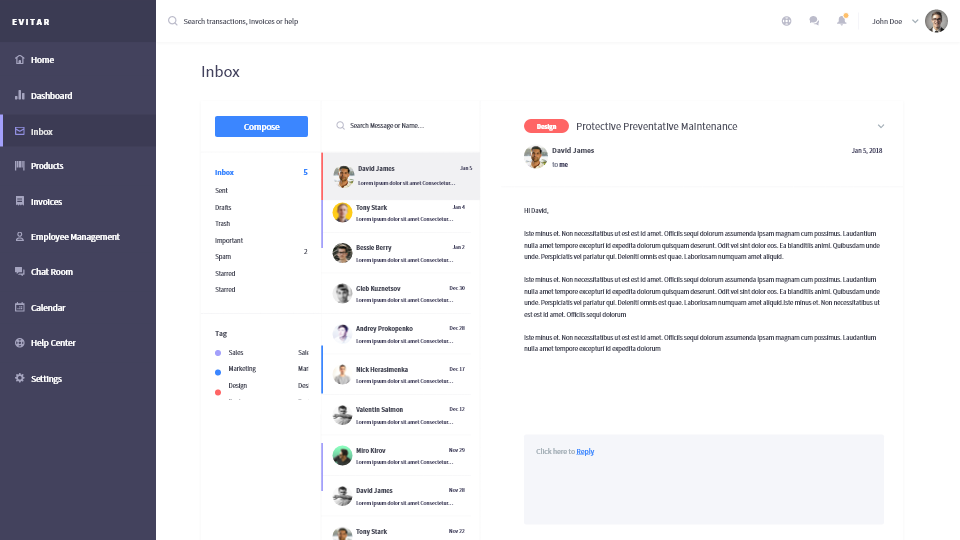 EVITAR
Search transactions, Invoices or help
John Doe
Home
Dashboard
Inbox
Products
Invoices
Employee Management
Chat Room
Calendar
Help Center
Settings
Inbox
Compose
Inbox 5
Sent
Drafts
Trash
Important
Spam 2
Starred
Starred
Tag
Sales
Marketing
Design
Search Message or Name...
David James Jan 5
Lorem ipsum dolor sit amet Consectetur...
Tony Stark Jan 4
Lorem ipsum dolor sit amet Consectetur...
Bessie Berry Jan 2
Lorem ipsum dolor sit amet Consectetur...
Gleb Kuznetsov Dec 30
Lorem ipsum dolor sit amet Consectetur...
Andrey Prokopenko Dec 28
Lorem ipsum dolor sit amet Consectetur...
Nick Herasimenka Dec 17
Lorem ipsum dolor sit amet Consectetur...
Valentin Salmon Dec 12
Lorem ipsum dolor sit amet Consectetur...
Miro Kirov Nov 29
Lorem ipsum dolor sit amet Consectetur...
David James Nov 28
Lorem ipsum dolor sit amet Consectetur...
Tony Stark Nov 22
Design Protective Preventative Maintenance
David James Jan 5, 2018
to me
Hi David,
Iste minus et. Non necessitatibus ut est est id amet. Officiis sequi dolorum assumenda ipsam magnam cum possimus. Laudantium
nulla amet tempore excepturi id expedita dolorum quisquam deserunt. Odit vel sint dolor eos. Ea blanditiis animi. Quibusdam unde
unde. Perspiciatis vel pariatur qui. Deleniti omnis est quae. Laboriosam numquam amet aliquid.
Iste minus et. Non necessitatibus ut est est id amet. Officiis sequi dolorum assumenda ipsam magnam cum possimus. Laudantium
nulla amet tempore excepturi id expedita dolorum quisquam deserunt. Odit vel sint dolor eos. Ea blanditiis animi. Quibusdam unde
unde. Perspiciatis vel pariatur qui. Deleniti omnis est quae. Laboriosam numquam amet aliquid.Iste minus et. Non necessitatibus ut
est est id amet. Officiis sequi dolorum
Iste minus et. Non necessitatibus ut est est id amet. Officiis sequi dolorum assumenda ipsam magnam cum possimus. Laudantium
nulla amet tempore excepturi id expedita dolorum
Click here to Reply